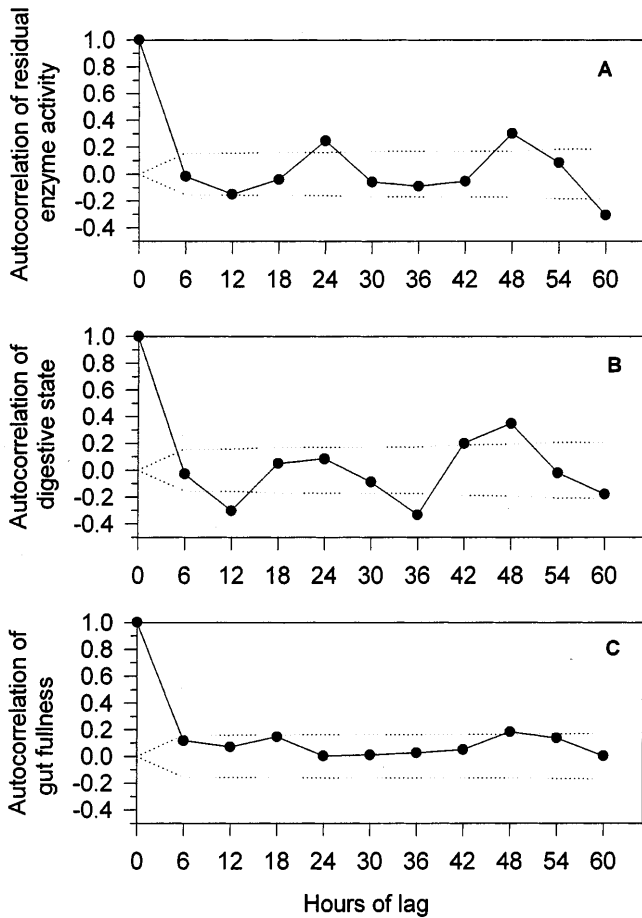 Autocorrelation of residual
enzyme activity
1.0
0.8
0.6
0.4
0.2
0.0
-0.2
-0.4
A
0 6 12 18 24 30 36 42 48 54 60
Autocorrelation of
digestive state
1.0
0.8
0.6
0.4
0.2
0.0
-0.2
-0.4
B
0 6 12 18 24 30 36 42 48 54 60
Autocorrelation of
gut fullness
1.0
0.8
0.6
0.4
0.2
0.0
-0.2
-0.4
C
0 6 12 18 24 30 36 42 48 54 60
Hours of lag